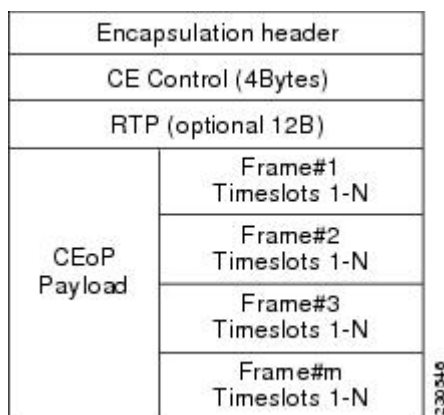 Encapsulation header
CE Control (4Bytes)
RTP (optional 12B)
CEoP
Payload
Frame#1
Timeslots 1-N
Frame#2
Timeslots 1-N
Frame#3
Timeslots 1-N
Frame#m
Timeslots 1-N
230546